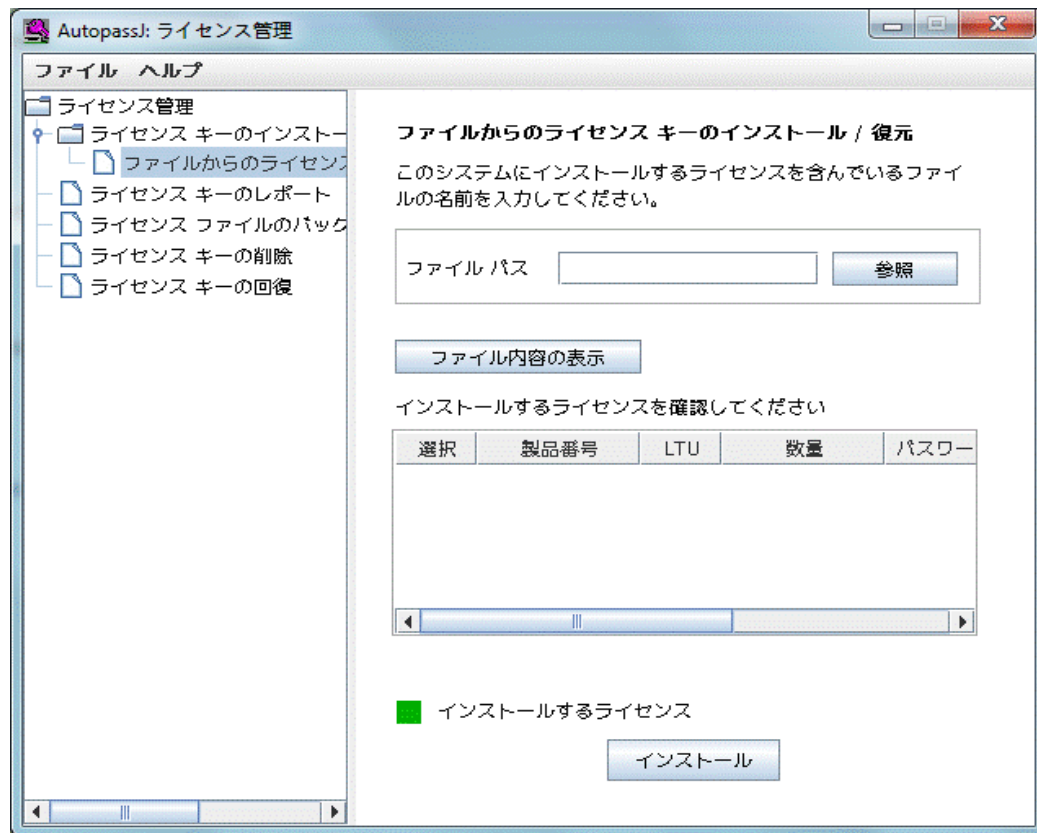 AutopassJ: ライセンス管理
ファイル ヘルプ
ライセンス管理
ライセンス キーのインストー
ファイルからのライセンス
ライセンス キーのレポート
ライセンス ファイルのバック
ライセンス キーの削除
ライセンス キーの回復
ファイルからのライセンス キーのインストール / 復元
このシステムにインストールするライセンスを含んでいるファイ
ルの名前を入力してください。
ファイル パス
参照
ファイル内容の表示
インストールするライセンスを確認してください
選択 製品番号 LTU 数量 パスワー
インストールするライセンス
インストール